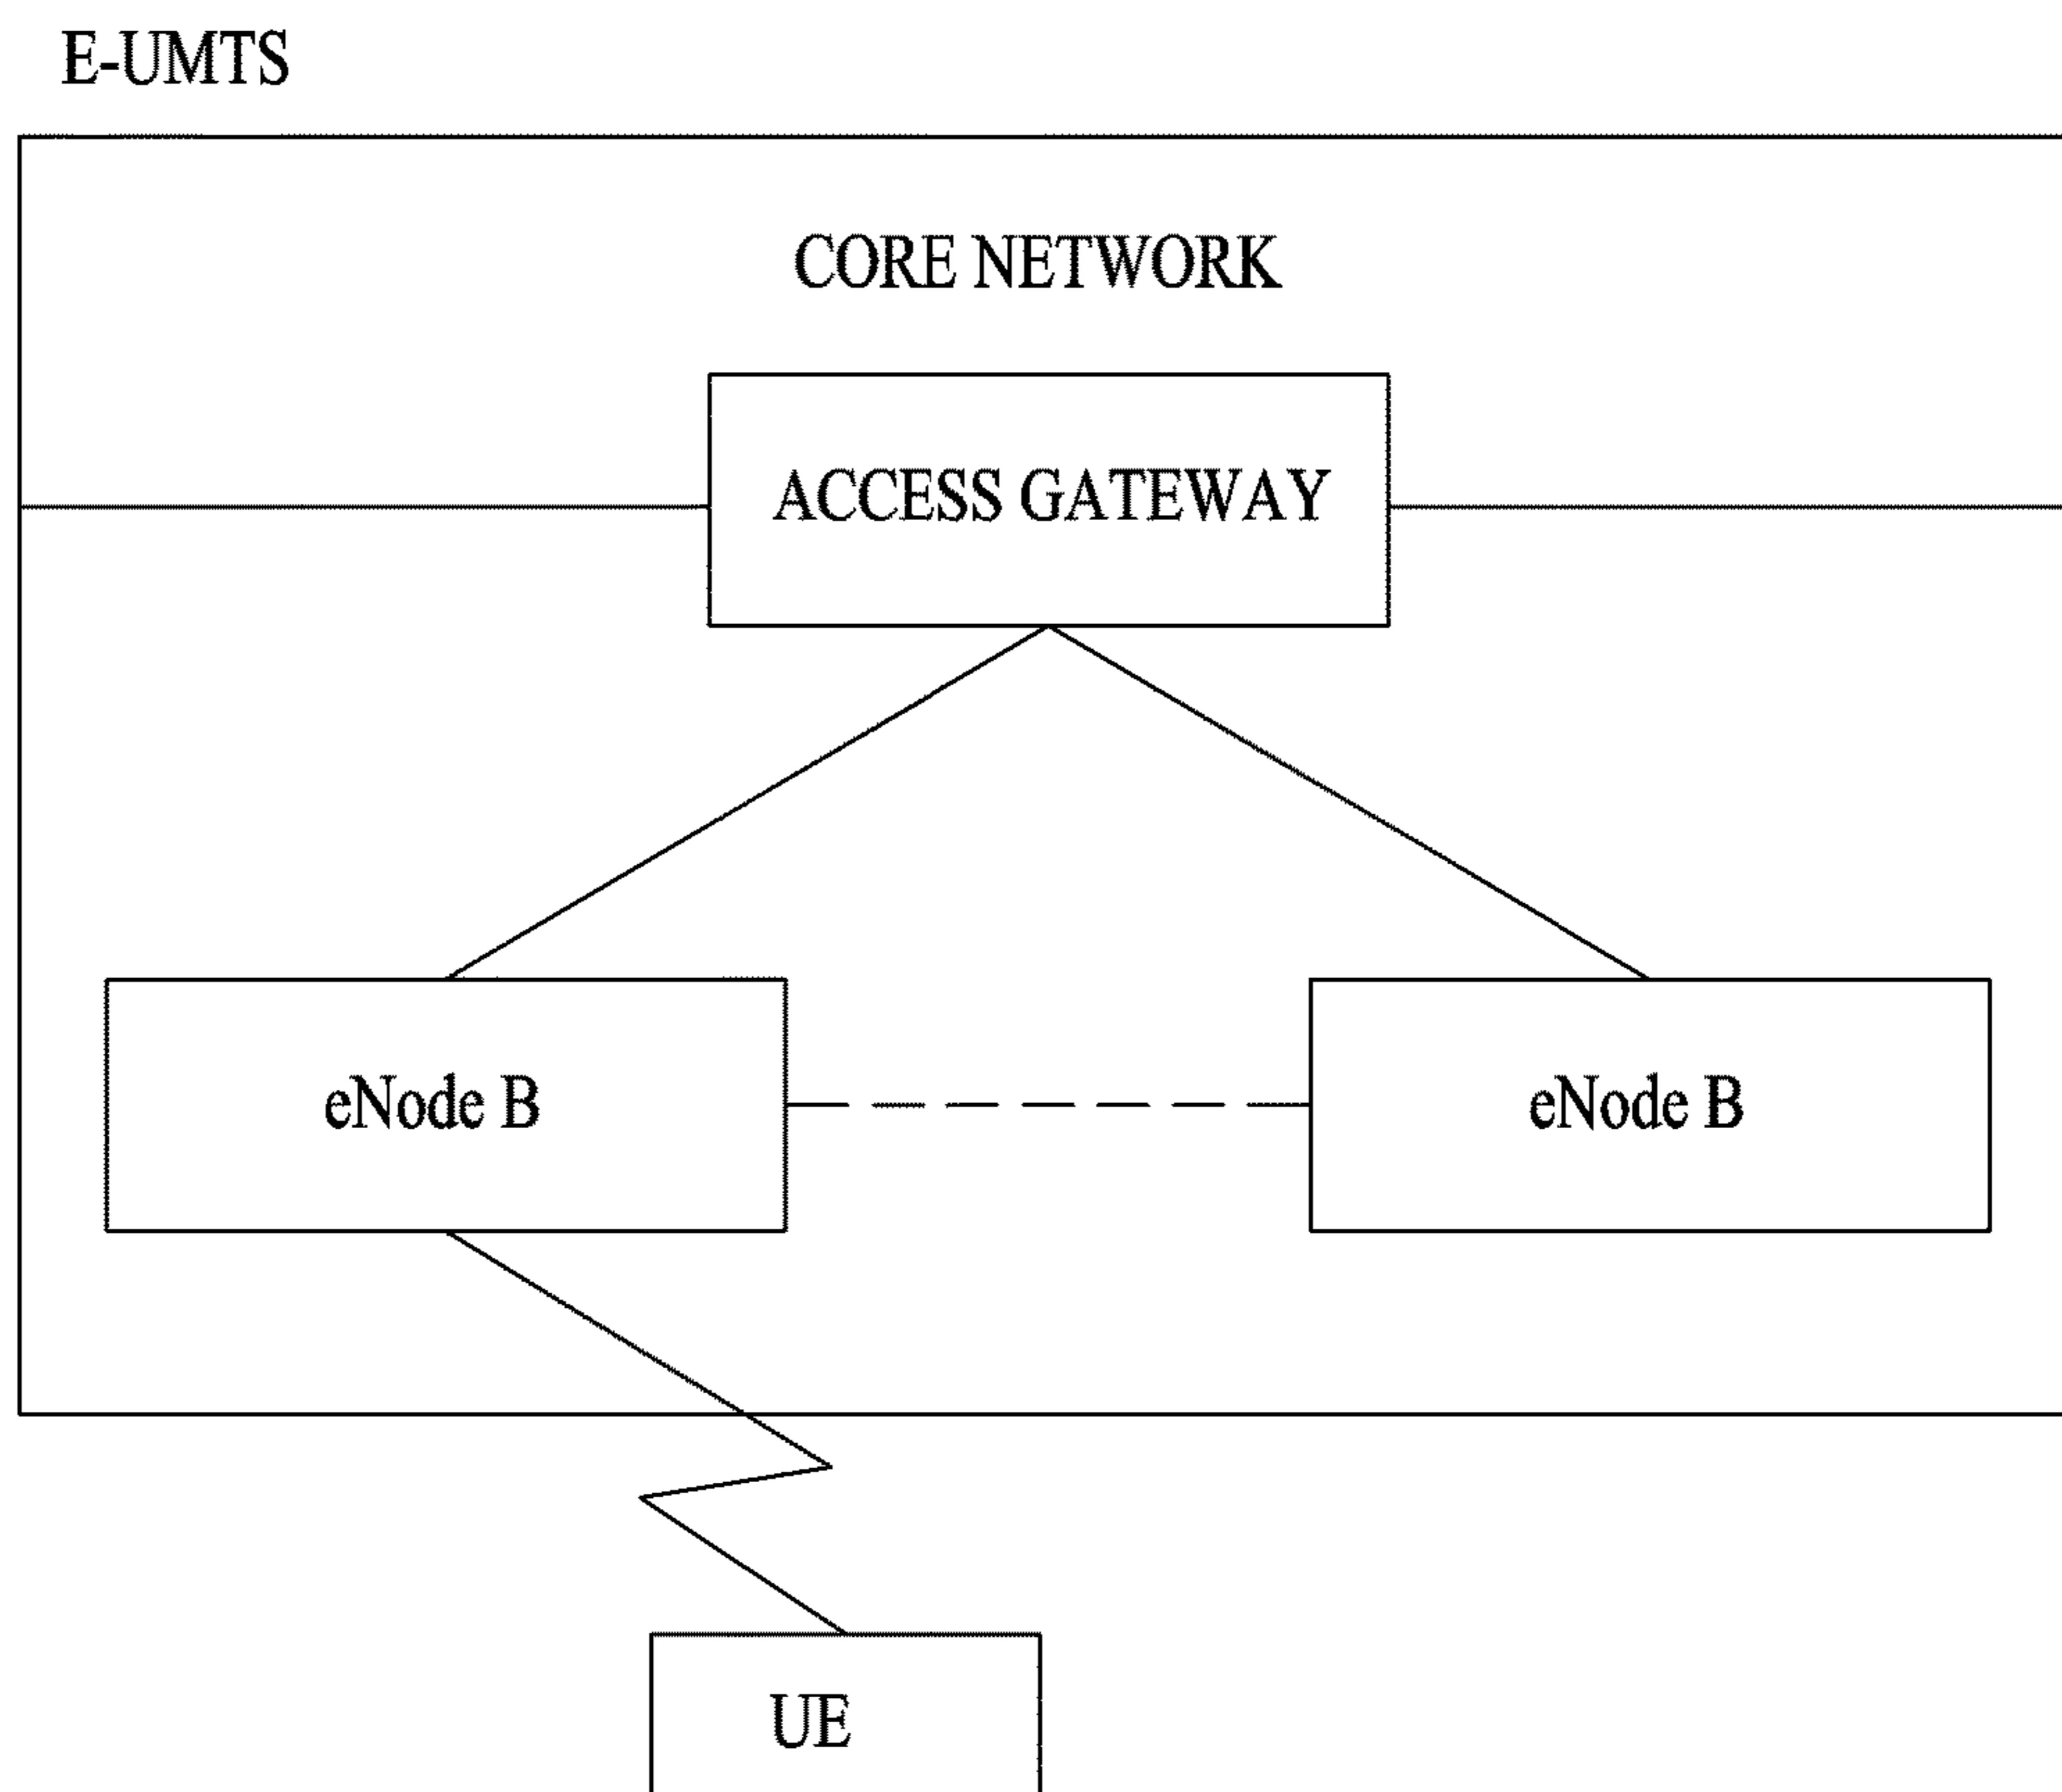 E-UMTS
CORE NETWORK
ACCESS GATEWAY
eNode B
eNode B
UE